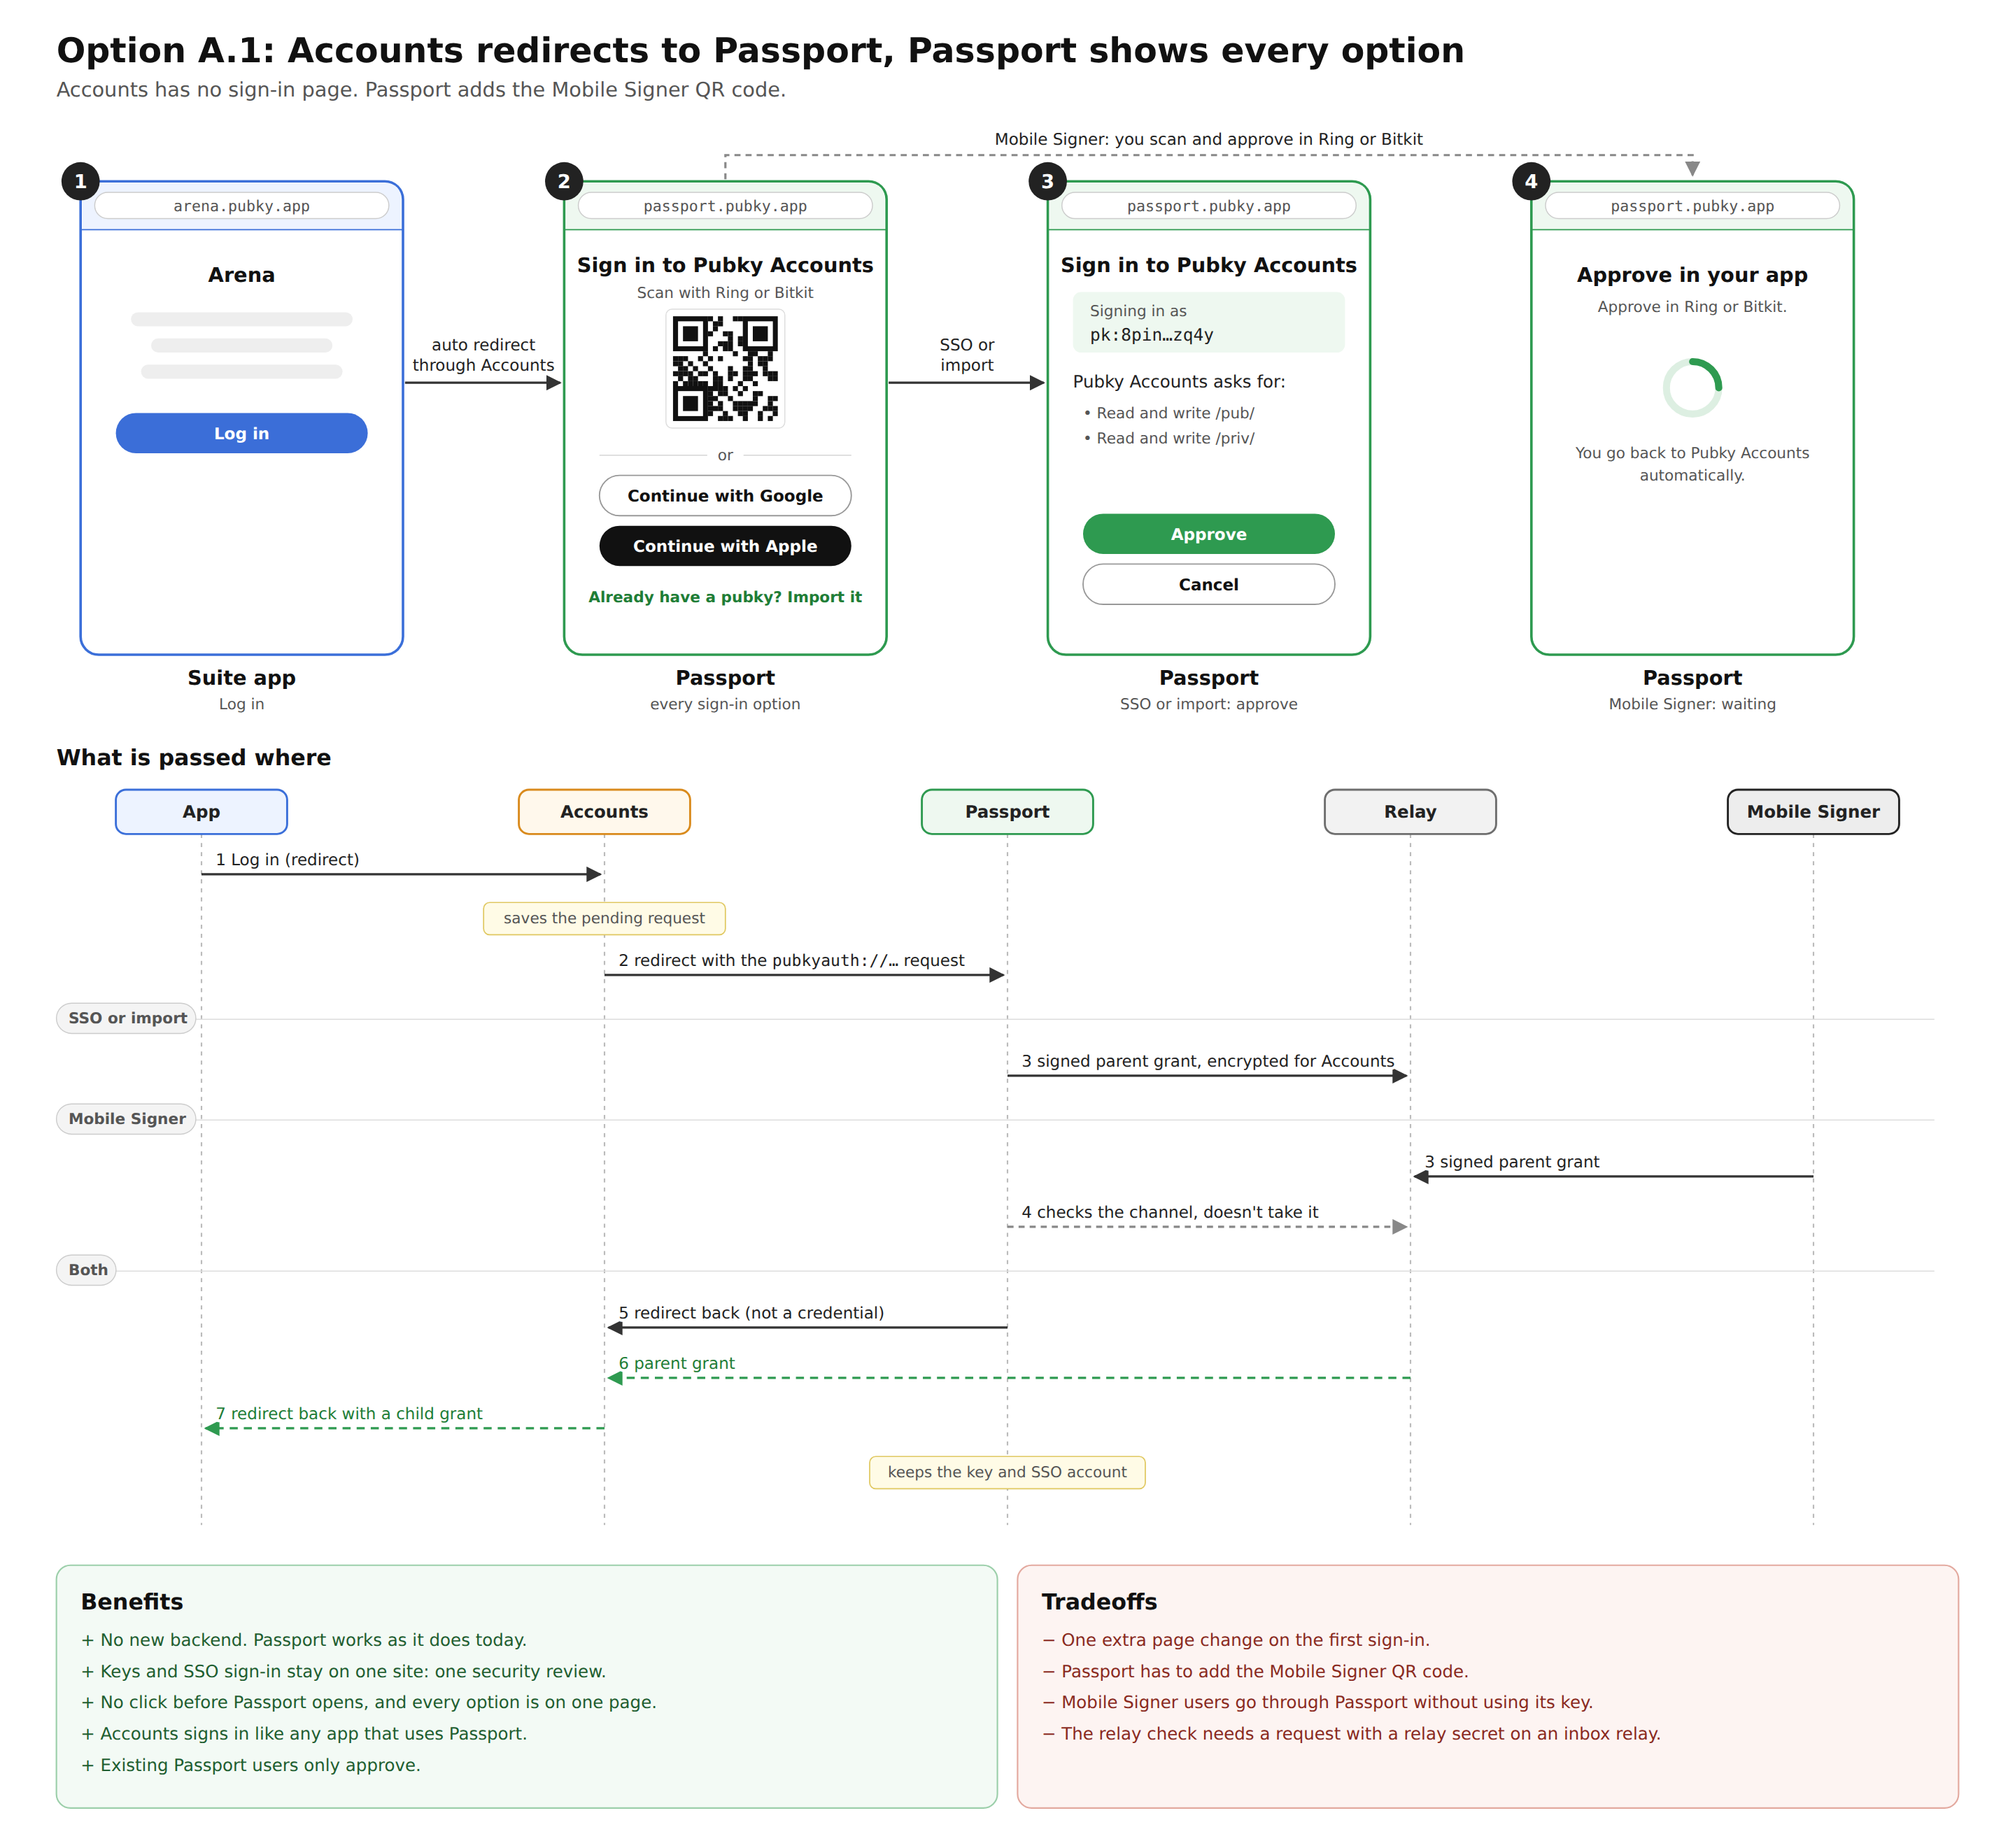 Option A.1: Accounts redirects to Passport, Passport shows every option
Accounts has no sign-in page. Passport adds the Mobile Signer QR code.
Mobile Signer: you scan and approve in Ring or Bitkit
1
arena.pubky.app
Arena
Log in
Suite app
Log in
auto redirect
through Accounts
2
passport.pubky.app
Sign in to Pubky Accounts
Scan with Ring or Bitkit
or
Continue with Google
Continue with Apple
Already have a pubky? Import it
Passport
every sign-in option
SSO or
import
3
passport.pubky.app
Sign in to Pubky Accounts
Signing in as
pk:8pin…zq4y
Pubky Accounts asks for:
• Read and write /pub/
• Read and write /priv/
Approve
Cancel
Passport
SSO or import: approve
4
passport.pubky.app
Approve in your app
Approve in Ring or Bitkit.
You go back to Pubky Accounts
automatically.
Passport
Mobile Signer: waiting
What is passed where
App
Accounts
Passport
Relay
Mobile Signer
1 Log in (redirect)
saves the pending request
2 redirect with the pubkyauth://… request
SSO or import
3 signed parent grant, encrypted for Accounts
Mobile Signer
3 signed parent grant
4 checks the channel, doesn't take it
Both
5 redirect back (not a credential)
6 parent grant
7 redirect back with a child grant
keeps the key and SSO account
Benefits
+ No new backend. Passport works as it does today.
+ Keys and SSO sign-in stay on one site: one security review.
+ No click before Passport opens, and every option is on one page.
+ Accounts signs in like any app that uses Passport.
+ Existing Passport users only approve.
Tradeoffs
− One extra page change on the first sign-in.
− Passport has to add the Mobile Signer QR code.
− Mobile Signer users go through Passport without using its key.
− The relay check needs a request with a relay secret on an inbox relay.